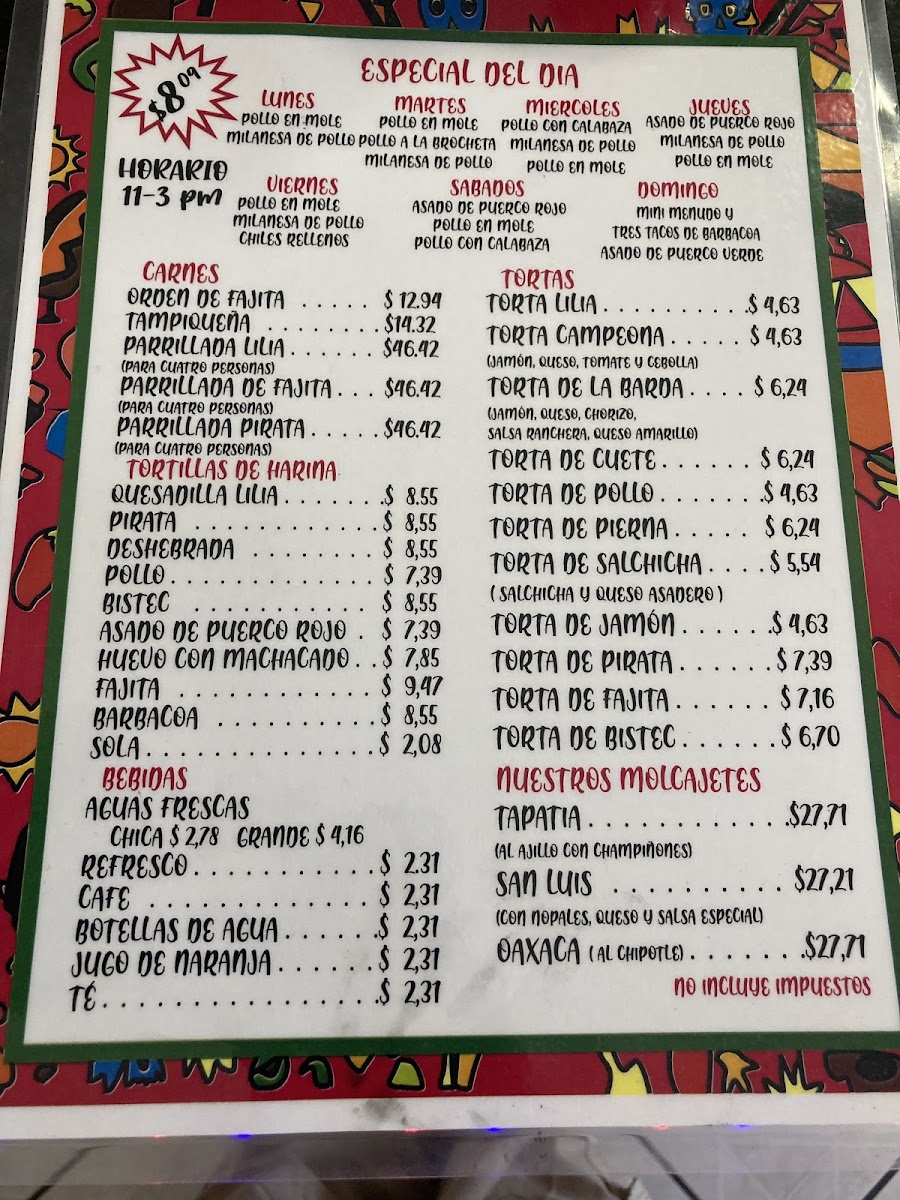 $8.09
ESPECIAL DEL DIA
LUNES
POLLO EN MOLE
MILANESA DE POLLO
MARTES
POLLO EN MOLE
POLLO A LA BROCHETA
MILANESA DE POLLO
MIERCOLES
POLLO CON CALABAZA
MILANESA DE POLLO
POLLO EN MOLE
JUEVES
ASADO DE PUERCO ROJO
MILANESA DE POLLO
POLLO EN MOLE
HORARIO
11-3 pm
VIERNES
POLLO EN MOLE
MILANESA DE POLLO
CHILES RELLENOS
SABADOS
ASADO DE PUERCO ROJO
POLLO EN MOLE
POLLO CON CALABAZA
DOMINGO
MINI MENUDO Y
TRES TACOS DE BARBACOA
ASADO DE PUERCO VERDE
CARNES
ORDEN DE FAJITA . . . . . $ 12.94
TAMPIQUEÑA . . . . . . . . $14.32
PARRILLADA LILIA . . . . . . $46.42
(PARA CUATRO PERSONAS)
PARRILLADA DE FAJITA . . . $46.42
(PARA CUATRO PERSONAS)
PARRILLADA PIRATA . . . . . $46.42
(PARA CUATRO PERSONAS)
TORTILLAS DE HARINA
QUESADILLA LILIA . . . . . . . $ 8.55
PIRATA . . . . . . . . . . . . $ 8,55
DESHEBRADA . . . . . . . . $ 8,55
POLLO . . . . . . . . . . . . . $ 7,39
BISTEC . . . . . . . . . . . $ 8,55
ASADO DE PUERCO ROJO . $ 7,39
HUEVO CON MACHACADO . . $ 7,85
FAJITA . . . . . . . . . . . . $ 9,47
BARBACOA . . . . . . . . . . $ 8,55
SOLA . . . . . . . . . . . . . . $ 2,08
BEBIDAS
AGUAS FRESCAS
CHICA $ 2,78 GRANDE $ 4,16
REFRESCO . . . . . . . . . . . $ 2.31
CAFE . . . . . . . . . . . . . $ 2,31
BOTELLAS DE AGUA . . . . . . $ 2,31
JUGO DE NARANJA . . . . . . $ 2,31
TÉ . . . . . . . . . . . . . . . . . $ 2,31
TORTAS
TORTA LILIA . . . . . . . . . . $ 4,63
TORTA CAMPEONA . . . . . $ 4,63
(JAMÓN, QUESO, TOMATE Y CEBOLLA)
TORTA DE LA BARDA . . . . $ 6,24
(JAMÓN, QUESO, CHORIZO,
SALSA RANCHERA, QUESO AMARILLO)
TORTA DE CUETE . . . . . . $ 6,24
TORTA DE POLLO . . . . . . . $ 4,63
TORTA DE PIERNA . . . . . $ 6,24
TORTA DE SALCHICHA . . . . $ 5,54
( SALCHICHA Y QUESO ASADERO )
TORTA DE JAMÓN . . . . . . $ 4,63
TORTA DE PIRATA . . . . . . $ 7,39
TORTA DE FAJITA . . . . . . $ 7,16
TORTA DE BISTEC . . . . . . $ 6,70
NUESTROS MOLCAJETES
TAPATIA . . . . . . . . . . . . $27,71
(AL AJILLO CON CHAMPIÑONES)
SAN LUIS . . . . . . . . . . $27,21
(CON NOPALES, QUESO Y SALSA ESPECIAL)
OAXACA ( AL CHIPOTLE) . . . . . . . $27,71
NO INCLUYE IMPUESTOS